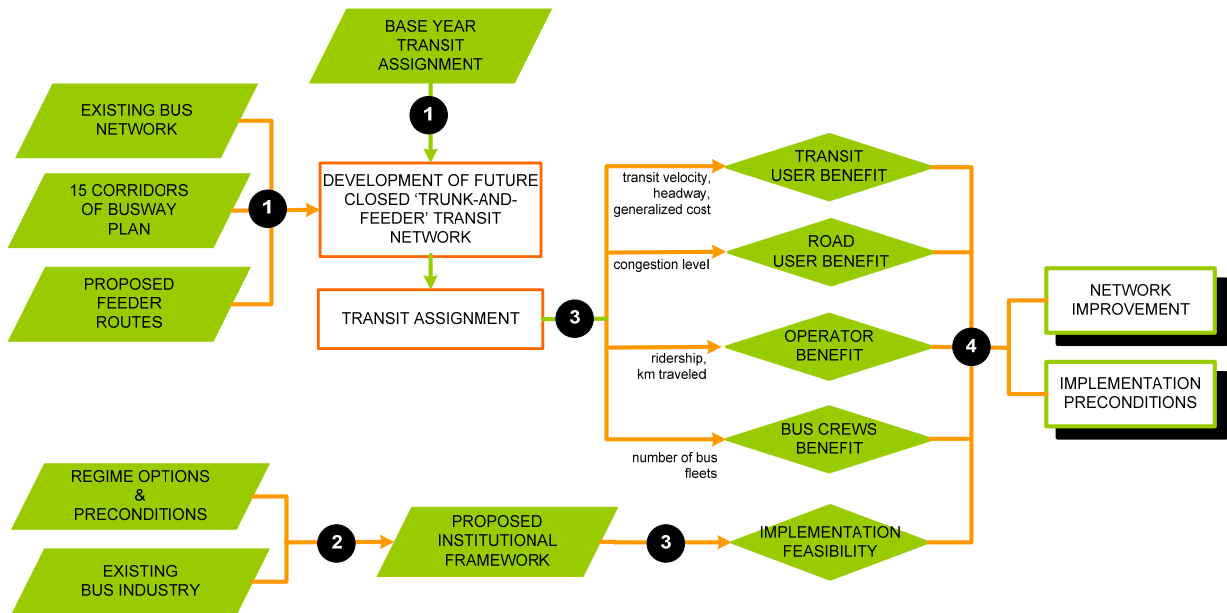 BASE YEAR
TRANSIT
ASSIGNMENT
1
EXISTING BUS
NETWORK
15 CORRIDORS
OF BUSWAY
PLAN
PROPOSED
FEEDER
ROUTES
1
DEVELOPMENT OF FUTURE
CLOSED ‘TRUNK-AND-
FEEDER’ TRANSIT
NETWORK
TRANSIT ASSIGNMENT
3
transit velocity,
headway,
generalized cost
TRANSIT
USER BENEFIT
congestion level
ROAD
USER BENEFIT
ridership,
km traveled
OPERATOR
BENEFIT
number of bus
fleets
BUS CREWS
BENEFIT
4
NETWORK
IMPROVEMENT
IMPLEMENTATION
PRECONDITIONS
REGIME OPTIONS
&
PRECONDITIONS
EXISTING
BUS INDUSTRY
2
PROPOSED
INSTITUTIONAL
FRAMEWORK
3
IMPLEMENTATION
FEASIBILITY